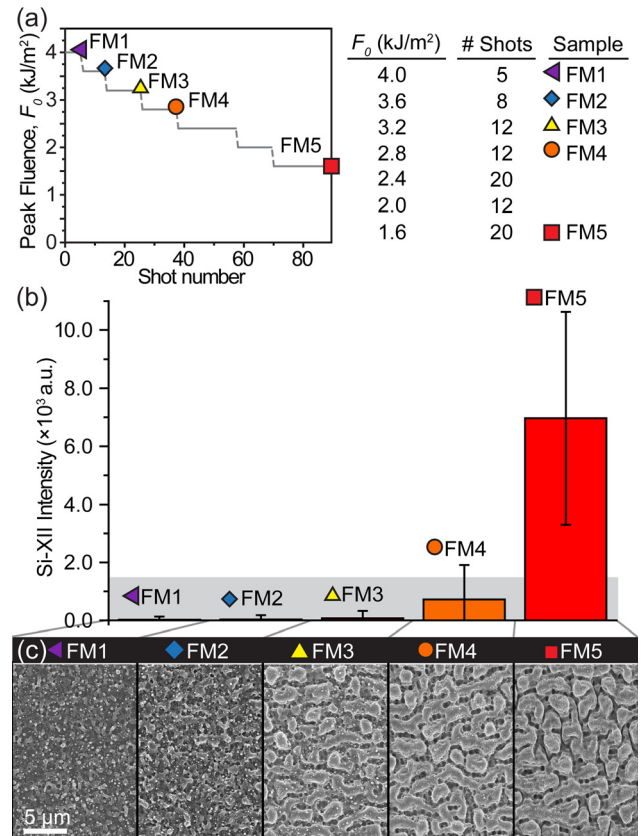 (a)
Peak Fluence, F₀ (kJ/m²)
4
3
2
1
0
0 20 40 60 80
Shot number
FM1
FM2
FM3
FM4
FM5
F₀ (kJ/m²) # Shots Sample
4.0 5 FM1
3.6 8 FM2
3.2 12 FM3
2.8 12 FM4
2.4 20
2.0 12
1.6 20 FM5
(b)
Si-XII Intensity (×10³ a.u.)
10.0
8.0
6.0
4.0
2.0
0.0
FM1
FM2
FM3
FM4
FM5
(c) FM1 FM2 FM3 FM4 FM5
5 µm